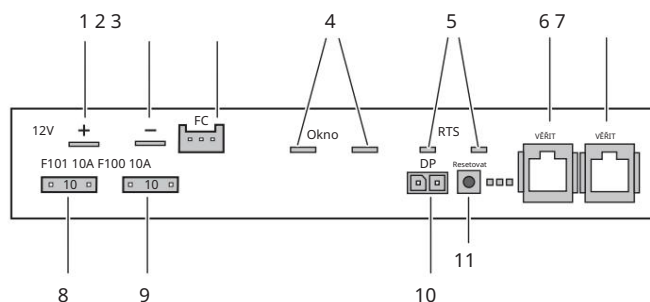 1 2 3 4 5 6 7
FC
12V + − Okno RTS VĚŘIT VĚŘIT
F101 10A F100 10A DP Resetovat
10 10
11
8 9 10